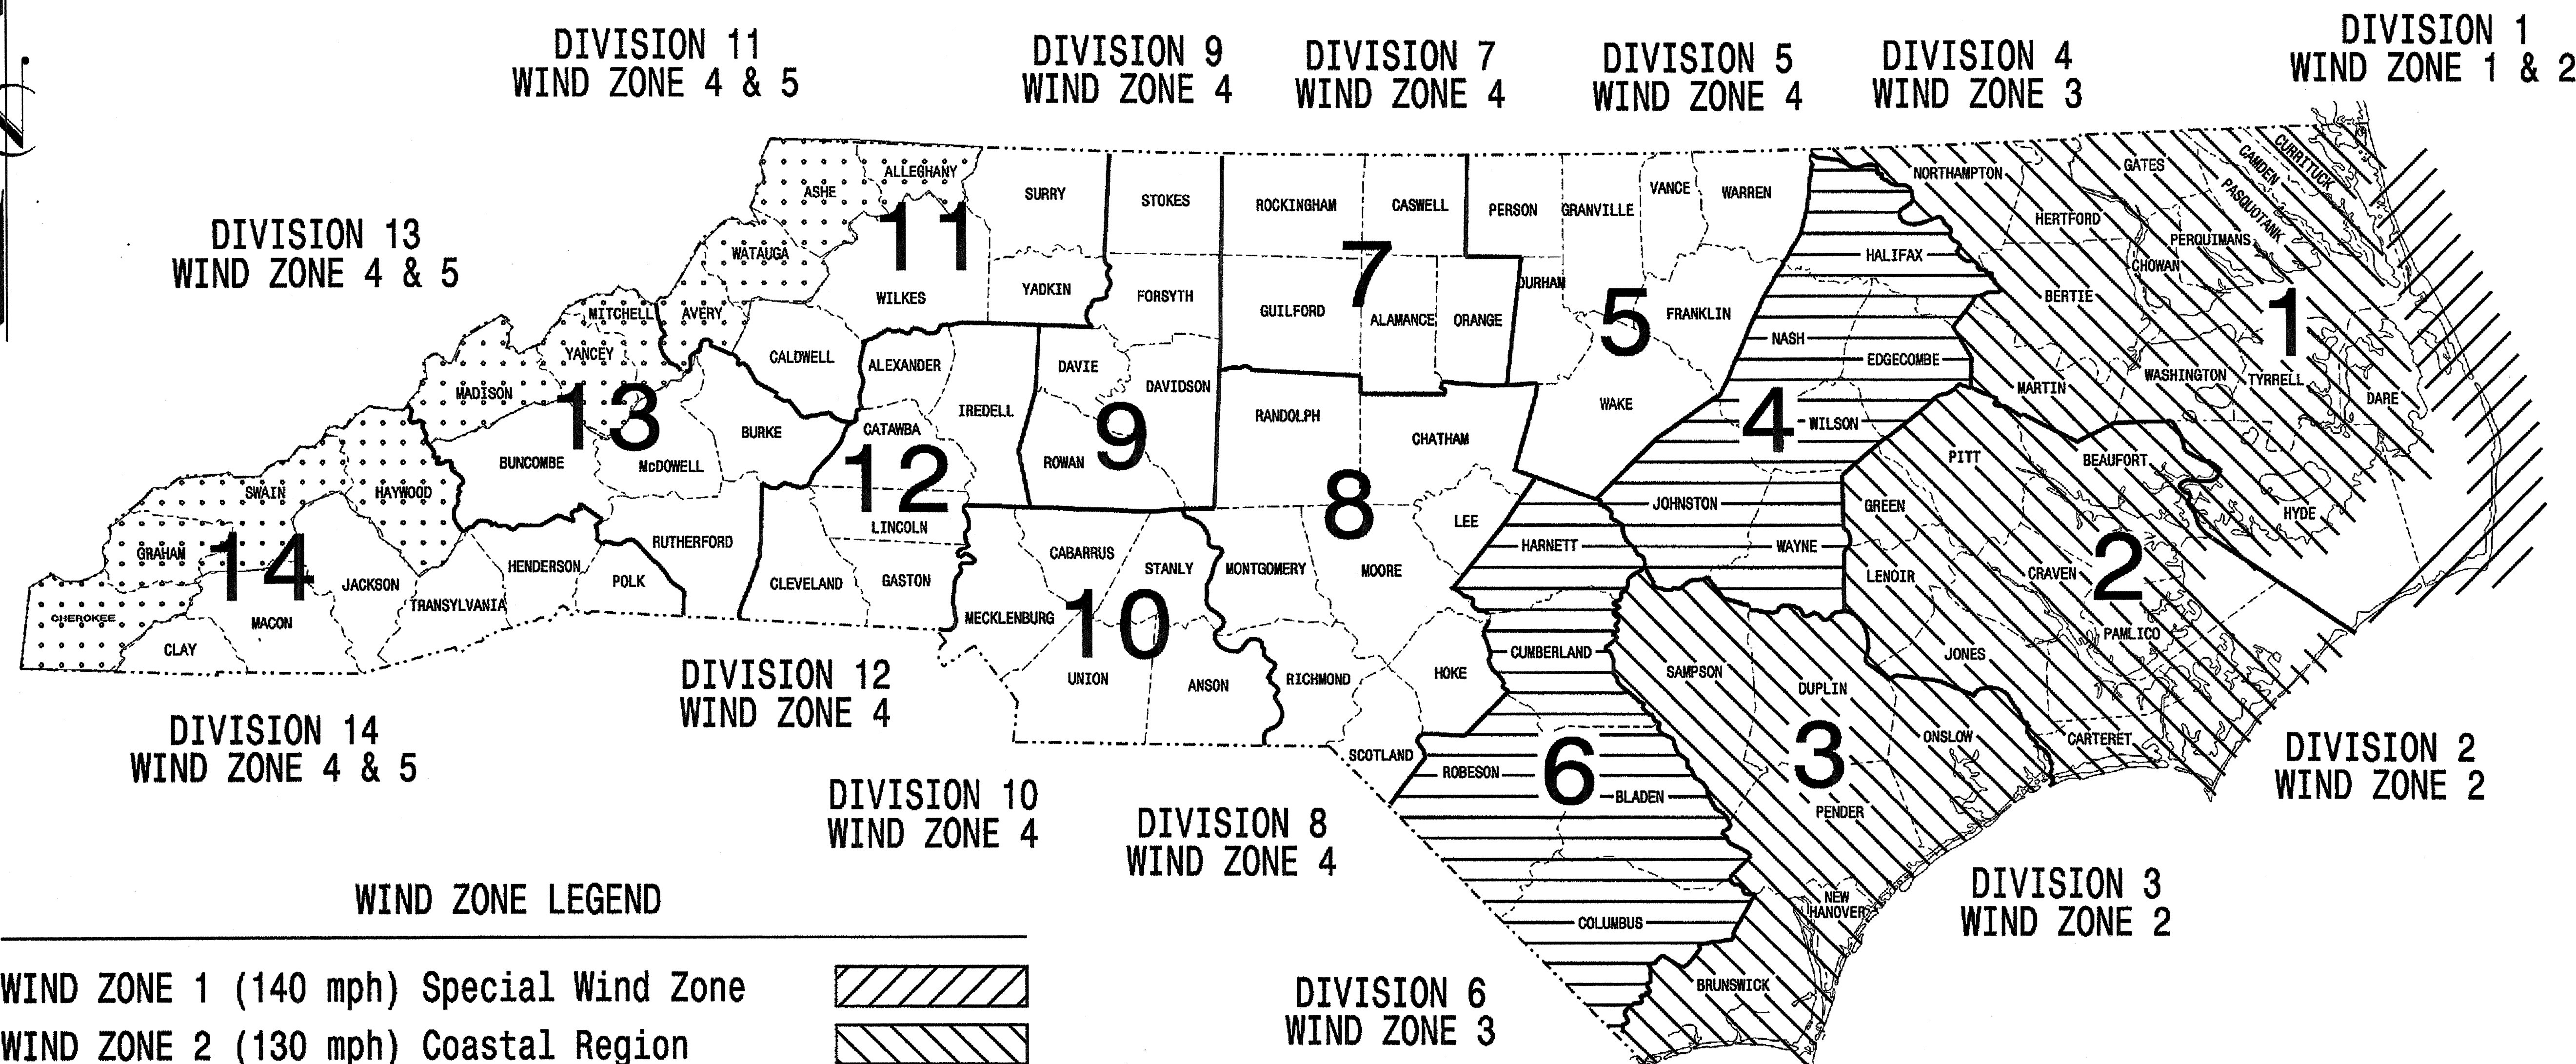 DIVISION 11
WIND ZONE 4 & 5
DIVISION 9
WIND ZONE 4
DIVISION 7
WIND ZONE 4
DIVISION 5
WIND ZONE 4
DIVISION 4
WIND ZONE 3
DIVISION 1
WIND ZONE 1 & 2
DIVISION 13
WIND ZONE 4 & 5
ASHE
ALLEGHANY
SURRY
STOKES
ROCKINGHAM
CASWELL
PERSON
GRANVILLE
VANCE
WARREN
NORTHAMPTON
GATES
CAMDEN
CURRITUCK
PASQUOTANK
HERTFORD
PERQUIMANS
CHOWAN
HALIFAX
WATAUGA
11
WILKES
YADKIN
FORSYTH
GUILFORD
7
ALAMANCE
ORANGE
DURHAM
5
FRANKLIN
NASH
EDGECOMBE
BERTIE
1
MITCHELL
AVERY
YANCEY
CALDWELL
ALEXANDER
DAVIE
DAVIDSON
MADISON
13
BURKE
CATAWBA
IREDELL
9
RANDOLPH
CHATHAM
WAKE
4
WILSON
MARTIN
WASHINGTON
TYRRELL
DARE
BUNCOMBE
McDOWELL
12
ROWAN
PITT
BEAUFORT
SWAIN
HAYWOOD
LINCOLN
8
LEE
JOHNSTON
GREEN
HYDE
GRAHAM
14
JACKSON
HENDERSON
RUTHERFORD
POLK
CLEVELAND
GASTON
CABARRUS
STANLY
MONTGOMERY
MOORE
HARNETT
WAYNE
LENOIR
CRAVEN
2
CHEROKEE
CLAY
MACON
TRANSYLVANIA
MECKLENBURG
10
UNION
ANSON
RICHMOND
HOKE
CUMBERLAND
SAMPSON
DUPLIN
JONES
PAMLICO
SCOTLAND
ROBESON
6
BLADEN
3
PENDER
ONSLOW
CARTERET
COLUMBUS
NEW
HANOVER
BRUNSWICK
DIVISION 14
WIND ZONE 4 & 5
DIVISION 12
WIND ZONE 4
DIVISION 10
WIND ZONE 4
DIVISION 8
WIND ZONE 4
DIVISION 2
WIND ZONE 2
DIVISION 3
WIND ZONE 2
DIVISION 6
WIND ZONE 3
WIND ZONE LEGEND
WIND ZONE 1 (140 mph) Special Wind Zone
WIND ZONE 2 (130 mph) Coastal Region